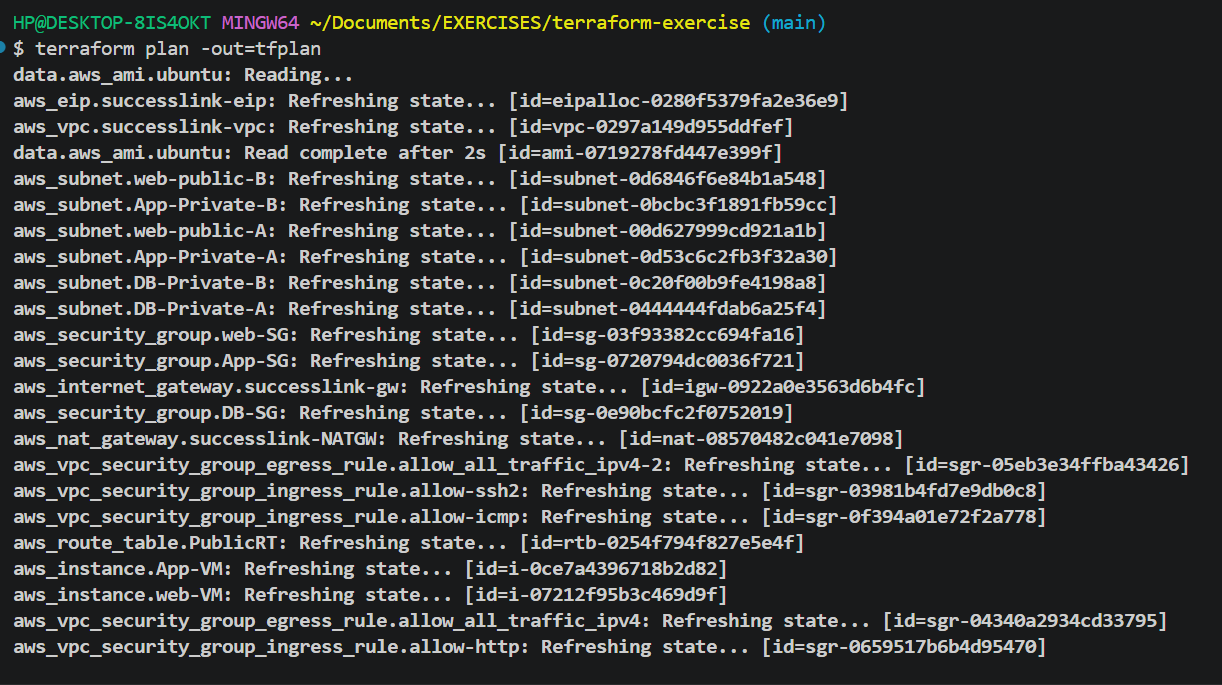 HP@DESKTOP-8IS4OKT MINGW64 ~/Documents/EXERCISES/terraform-exercise (main)
$ terraform plan -out=tfplan
data.aws_ami.ubuntu: Reading...
aws_eip.successlink-eip: Refreshing state... [id=eipalloc-0280f5379fa2e36e9]
aws_vpc.successlink-vpc: Refreshing state... [id=vpc-0297a149d955ddfef]
data.aws_ami.ubuntu: Read complete after 2s [id=ami-0719278fd447e399f]
aws_subnet.web-public-B: Refreshing state... [id=subnet-0d6846f6e84b1a548]
aws_subnet.App-Private-B: Refreshing state... [id=subnet-0bcbc3f1891fb59cc]
aws_subnet.web-public-A: Refreshing state... [id=subnet-00d627999cd921a1b]
aws_subnet.App-Private-A: Refreshing state... [id=subnet-0d53c6c2fb3f32a30]
aws_subnet.DB-Private-B: Refreshing state... [id=subnet-0c20f00b9fe4198a8]
aws_subnet.DB-Private-A: Refreshing state... [id=subnet-0444444fdab6a25f4]
aws_security_group.web-SG: Refreshing state... [id=sg-03f93382cc694fa16]
aws_security_group.App-SG: Refreshing state... [id=sg-0720794dc0036f721]
aws_internet_gateway.successlink-gw: Refreshing state... [id=igw-0922a0e3563d6b4fc]
aws_security_group.DB-SG: Refreshing state... [id=sg-0e90bcfc2f0752019]
aws_nat_gateway.successlink-NATGW: Refreshing state... [id=nat-08570482c041e7098]
aws_vpc_security_group_egress_rule.allow_all_traffic_ipv4-2: Refreshing state... [id=sgr-05eb3e34ffba43426]
aws_vpc_security_group_ingress_rule.allow-ssh2: Refreshing state... [id=sgr-03981b4fd7e9db0c8]
aws_vpc_security_group_ingress_rule.allow-icmp: Refreshing state... [id=sgr-0f394a01e72f2a778]
aws_route_table.PublicRT: Refreshing state... [id=rtb-0254f794f827e5e4f]
aws_instance.App-VM: Refreshing state... [id=i-0ce7a4396718b2d82]
aws_instance.web-VM: Refreshing state... [id=i-07212f95b3c469d9f]
aws_vpc_security_group_egress_rule.allow_all_traffic_ipv4: Refreshing state... [id=sgr-04340a2934cd33795]
aws_vpc_security_group_ingress_rule.allow-http: Refreshing state... [id=sgr-0659517b6b4d95470]